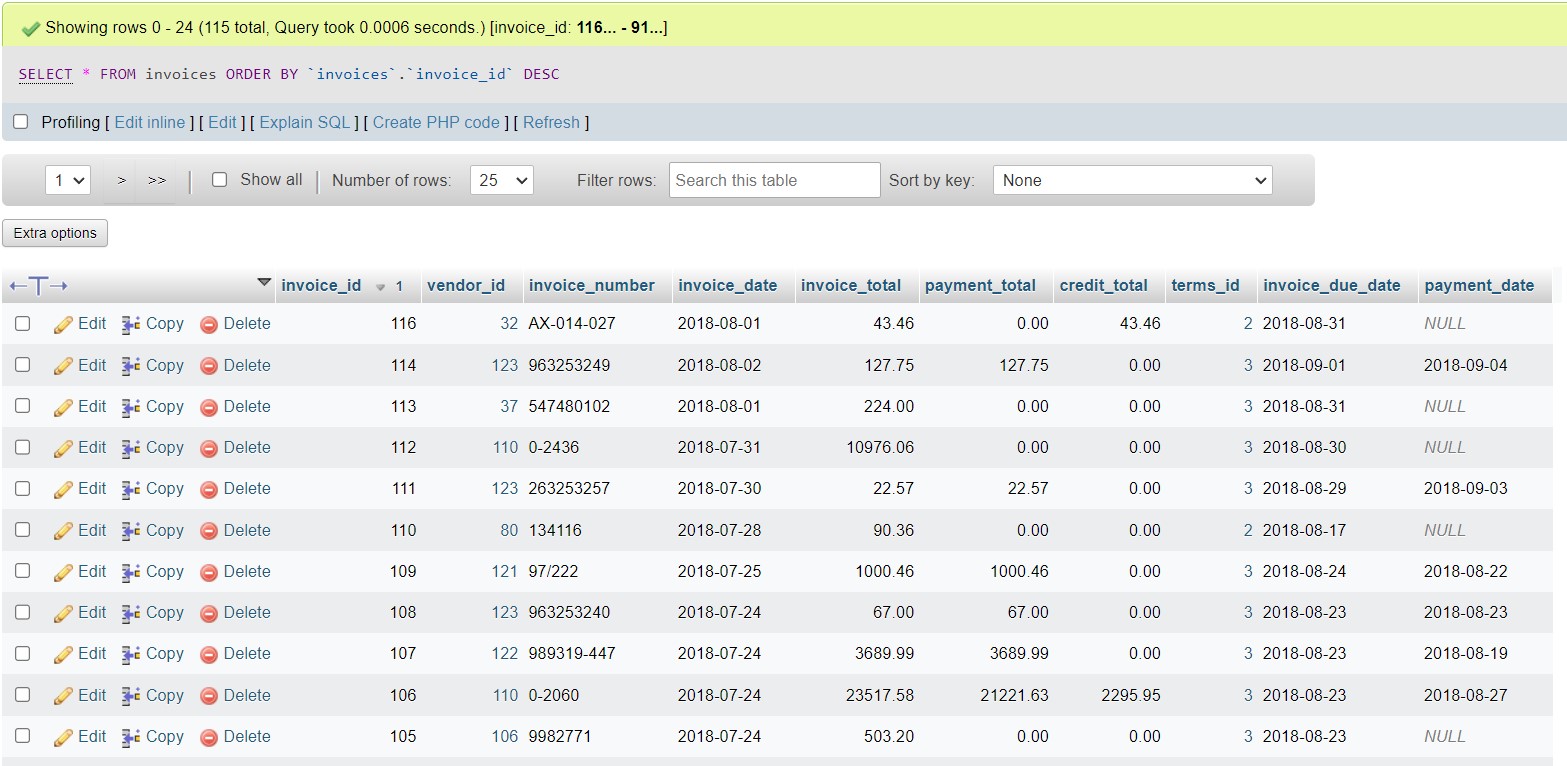 Showing rows 0 - 24 (115 total, Query took 0.0006 seconds.) [invoice_id: 116... - 91...]
SELECT * FROM invoices ORDER BY `invoices`.`invoice_id` DESC
Profiling [ Edit inline ] [ Edit ] [ Explain SQL ] [ Create PHP code ] [ Refresh ]
1 > >> | Show all | Number of rows: 25 Filter rows: Search this table Sort by key: None
Extra options
←T→ invoice_id 1 vendor_id invoice_number invoice_date invoice_total payment_total credit_total terms_id invoice_due_date payment_date
Edit Copy Delete 116 32 AX-014-027 2018-08-01 43.46 0.00 43.46 2 2018-08-31 NULL
Edit Copy Delete 114 123 963253249 2018-08-02 127.75 127.75 0.00 3 2018-09-01 2018-09-04
Edit Copy Delete 113 37 547480102 2018-08-01 224.00 0.00 0.00 3 2018-08-31 NULL
Edit Copy Delete 112 110 0-2436 2018-07-31 10976.06 0.00 0.00 3 2018-08-30 NULL
Edit Copy Delete 111 123 263253257 2018-07-30 22.57 22.57 0.00 3 2018-08-29 2018-09-03
Edit Copy Delete 110 80 134116 2018-07-28 90.36 0.00 0.00 2 2018-08-17 NULL
Edit Copy Delete 109 121 97/222 2018-07-25 1000.46 1000.46 0.00 3 2018-08-24 2018-08-22
Edit Copy Delete 108 123 963253240 2018-07-24 67.00 67.00 0.00 3 2018-08-23 2018-08-23
Edit Copy Delete 107 122 989319-447 2018-07-24 3689.99 3689.99 0.00 3 2018-08-23 2018-08-19
Edit Copy Delete 106 110 0-2060 2018-07-24 23517.58 21221.63 2295.95 3 2018-08-23 2018-08-27
Edit Copy Delete 105 106 9982771 2018-07-24 503.20 0.00 0.00 3 2018-08-23 NULL